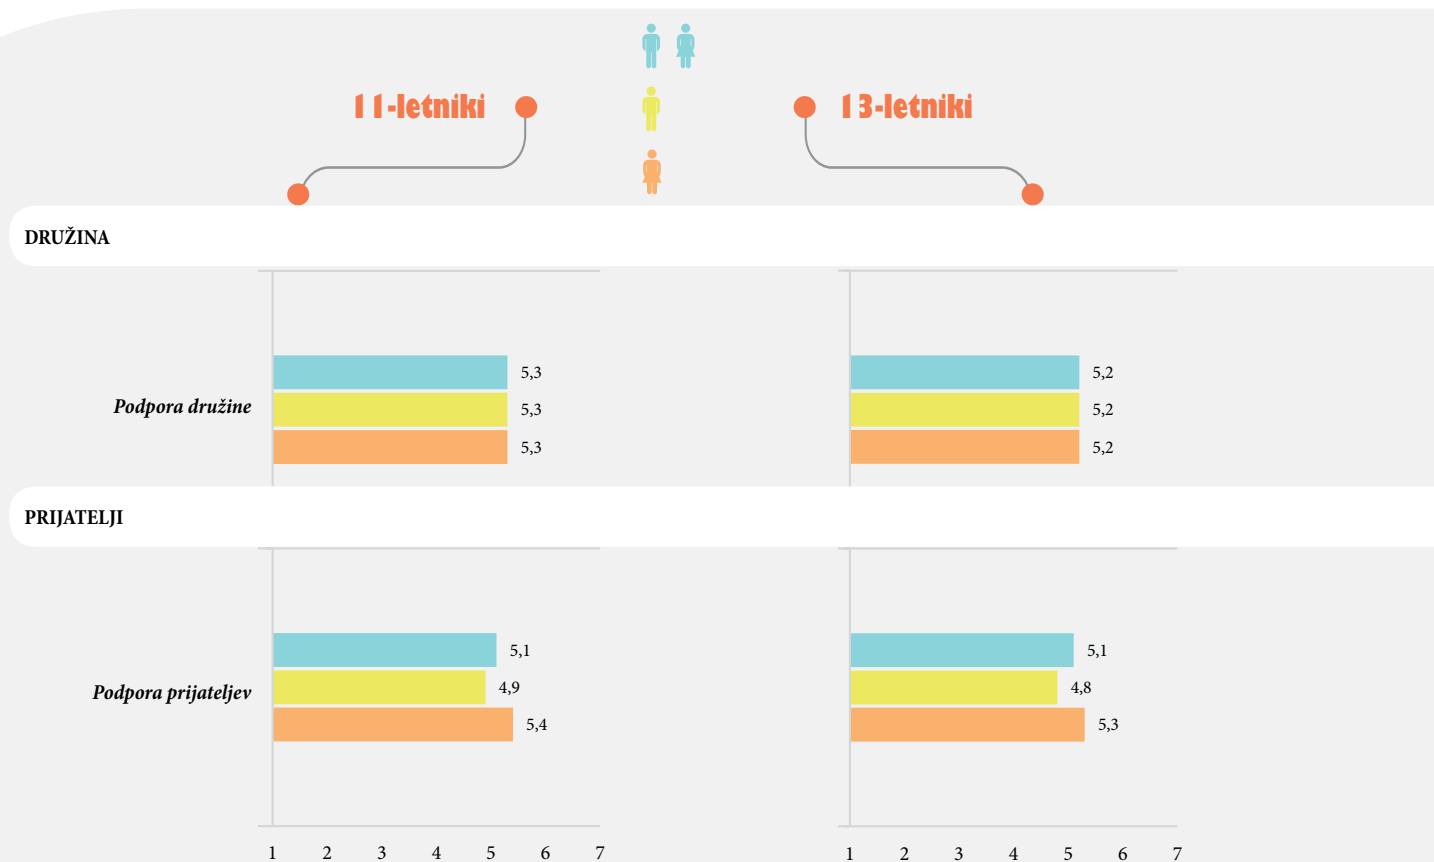 11-letniki
13-letniki
DRUŽINA
Podpora družine
5,3
5,3
5,3
5,2
5,2
5,2
PRIJATELJI
Podpora prijateljev
5,1
4,9
5,4
5,1
4,8
5,3
1 2 3 4 5 6 7
1 2 3 4 5 6 7